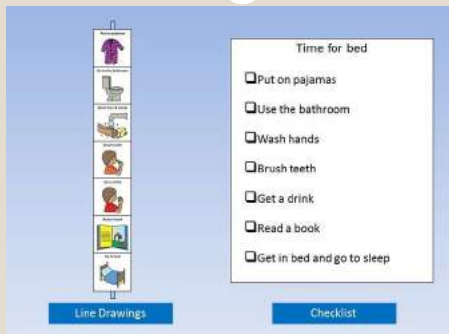 Time for bed
Put on pajamas
Use the bathroom
Wash hands
Brush teeth
Get a drink
Read a book
Get in bed and go to sleep
Line Drawings
Checklist